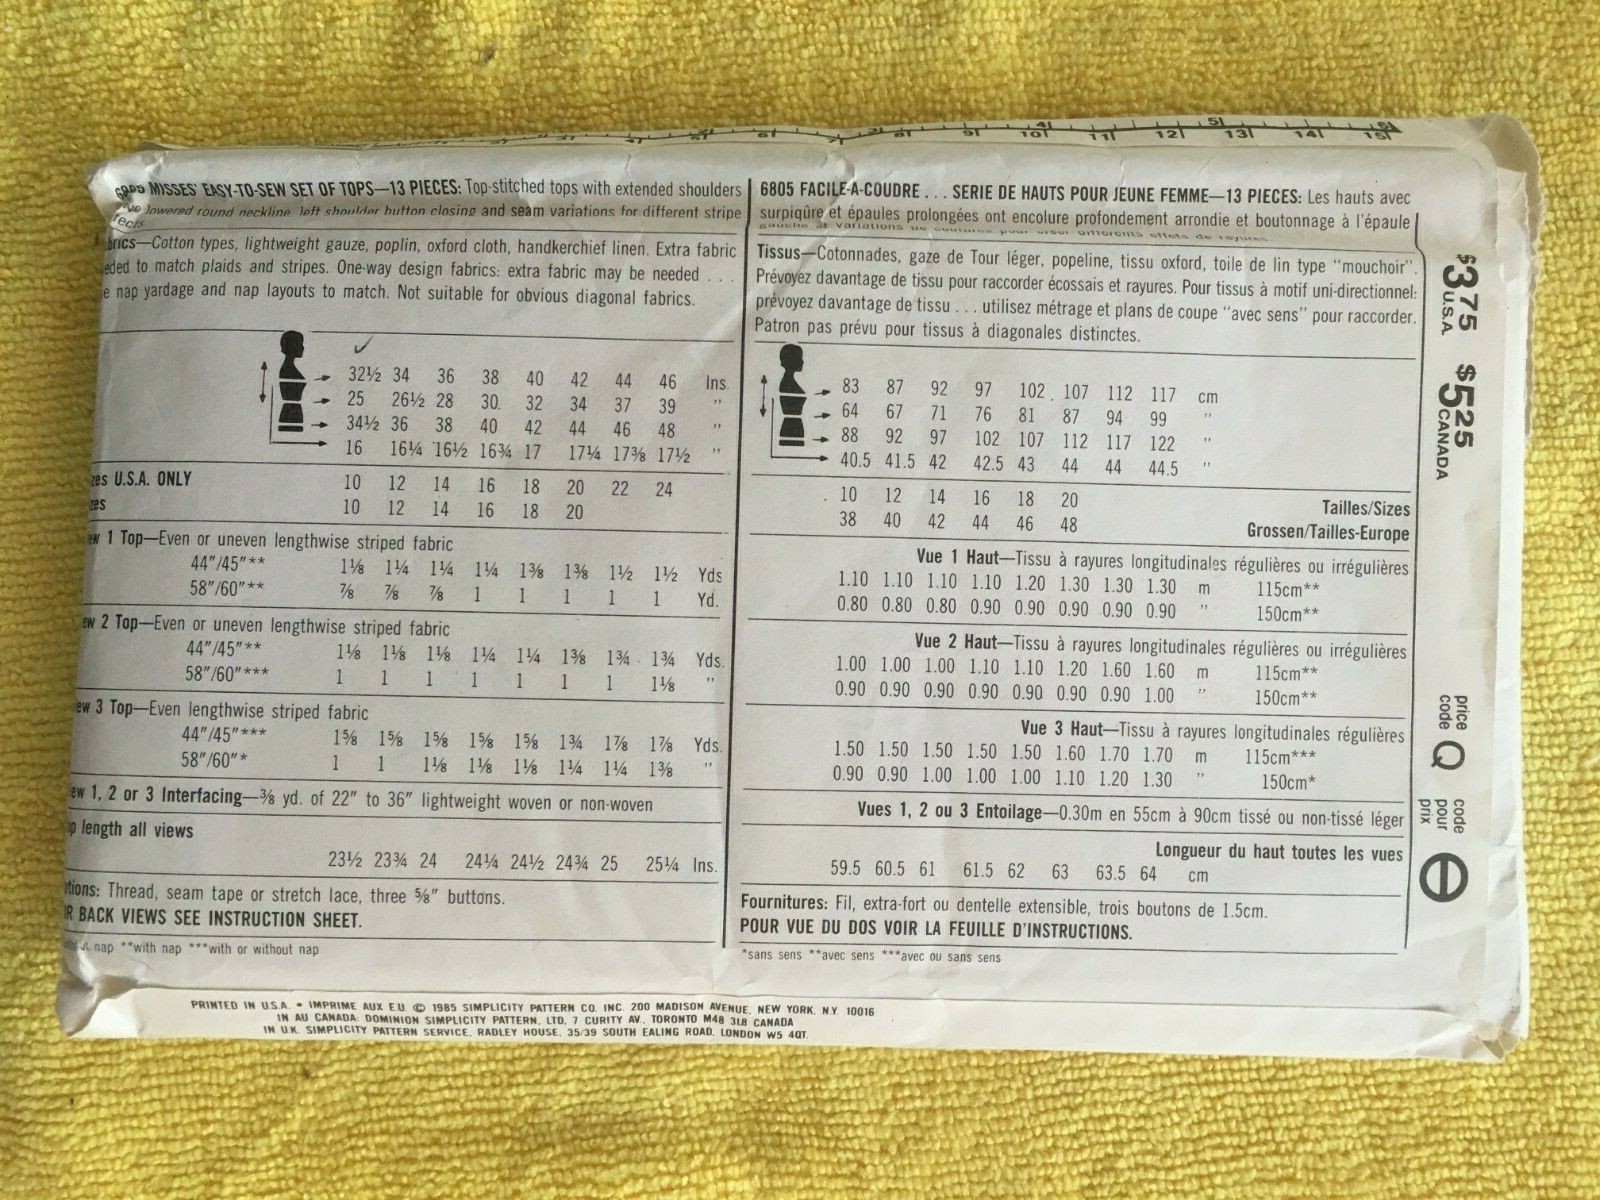 6805 MISSES' EASY-TO-SEW SET OF TOPS—13 PIECES: Top-stitched tops with extended shoulders
lowered round neckline, left shoulder button closing and seam variations for different stripe
fects
brics—Cotton types, lightweight gauze, poplin, oxford cloth, handkerchief linen. Extra fabric
eded to match plaids and stripes. One-way design fabrics: extra fabric may be needed . . .
e nap yardage and nap layouts to match. Not suitable for obvious diagonal fabrics.
32½ 34 36 38 40 42 44 46 Ins.
25 26½ 28 30 32 34 37 39 "
34½ 36 38 40 42 44 46 48 "
16 16¼ 16½ 16¾ 17 17¼ 17⅜ 17½ "
zes U.S.A. ONLY 10 12 14 16 18 20 22 24
zes 10 12 14 16 18 20
ew 1 Top—Even or uneven lengthwise striped fabric
44"/45"** 1⅛ 1¼ 1¼ 1¼ 1⅜ 1⅜ 1½ 1½ Yds
58"/60"** ⅞ ⅞ ⅞ 1 1 1 1 1 Yd.
ew 2 Top—Even or uneven lengthwise striped fabric
44"/45"** 1⅛ 1⅛ 1⅛ 1¼ 1¼ 1⅜ 1¾ 1¾ Yds.
58"/60"*** 1 1 1 1 1 1 1 1⅛ "
ew 3 Top—Even lengthwise striped fabric
44"/45"*** 1⅝ 1⅝ 1⅝ 1⅝ 1⅝ 1¾ 1⅞ 1⅞ Yds.
58"/60"* 1 1 1⅛ 1⅛ 1⅛ 1¼ 1¼ 1⅜ "
ew 1, 2 or 3 Interfacing—⅜ yd. of 22" to 36" lightweight woven or non-woven
op length all views
23½ 23¾ 24 24¼ 24½ 24¾ 25 25¼ Ins.
otions: Thread, seam tape or stretch lace, three ⅝" buttons.
R BACK VIEWS SEE INSTRUCTION SHEET.
nap **with nap ***with or without nap
6805 FACILE-A-COUDRE . . . SERIE DE HAUTS POUR JEUNE FEMME—13 PIECES: Les hauts avec
surpiqûre et épaules prolongées ont encolure profondement arrondie et boutonnage à l'épaule
gauche et variations de coutures pour créer différents effets de rayures.
Tissus—Cotonnades, gaze de Tour léger, popeline, tissu oxford, toile de lin type "mouchoir".
Prévoyez davantage de tissu pour raccorder écossais et rayures. Pour tissus à motif uni-directionnel:
prévoyez davantage de tissu . . . utilisez métrage et plans de coupe "avec sens" pour raccorder.
Patron pas prévu pour tissus à diagonales distinctes.
83 87 92 97 102 107 112 117 cm
64 67 71 76 81 87 94 99 "
88 92 97 102 107 112 117 122 "
40.5 41.5 42 42.5 43 44 44 44.5 "
10 12 14 16 18 20 Tailles/Sizes
38 40 42 44 46 48 Grossen/Tailles-Europe
Vue 1 Haut—Tissu à rayures longitudinales régulières ou irrégulières
1.10 1.10 1.10 1.10 1.20 1.30 1.30 1.30 m 115cm**
0.80 0.80 0.80 0.90 0.90 0.90 0.90 0.90 " 150cm**
Vue 2 Haut—Tissu à rayures longitudinales régulières ou irrégulières
1.00 1.00 1.00 1.10 1.10 1.20 1.60 1.60 m 115cm**
0.90 0.90 0.90 0.90 0.90 0.90 0.90 1.00 " 150cm**
Vue 3 Haut—Tissu à rayures longitudinales régulières
1.50 1.50 1.50 1.50 1.50 1.60 1.70 1.70 m 115cm***
0.90 0.90 1.00 1.00 1.00 1.10 1.20 1.30 " 150cm*
Vues 1, 2 ou 3 Entoilage—0.30m en 55cm à 90cm tissé ou non-tissé léger
Longueur du haut toutes les vues
59.5 60.5 61 61.5 62 63 63.5 64 cm
Fournitures: Fil, extra-fort ou dentelle extensible, trois boutons de 1.5cm.
POUR VUE DU DOS VOIR LA FEUILLE D'INSTRUCTIONS.
*sans sens **avec sens ***avec ou sans sens
$3.75 U.S.A.
$5.25 CANADA
price code Q
code pour prix
PRINTED IN U.S.A. • IMPRIME AUX E.U. © 1985 SIMPLICITY PATTERN CO. INC. 200 MADISON AVENUE, NEW YORK, N.Y. 10016
IN AU CANADA: DOMINION SIMPLICITY PATTERN, LTD, 7 CURITY AV., TORONTO M4B 3L8 CANADA
IN U.K. SIMPLICITY PATTERN SERVICE, RADLEY HOUSE, 35/39 SOUTH EALING ROAD, LONDON W5 4QT.